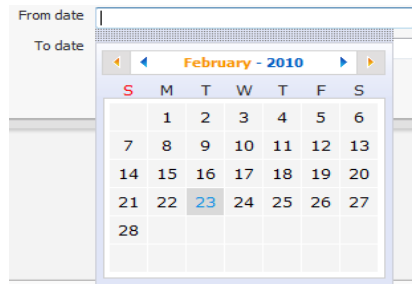 From date
To date
February - 2010
S M T W T F S
1 2 3 4 5 6
7 8 9 10 11 12 13
14 15 16 17 18 19 20
21 22 23 24 25 26 27
28